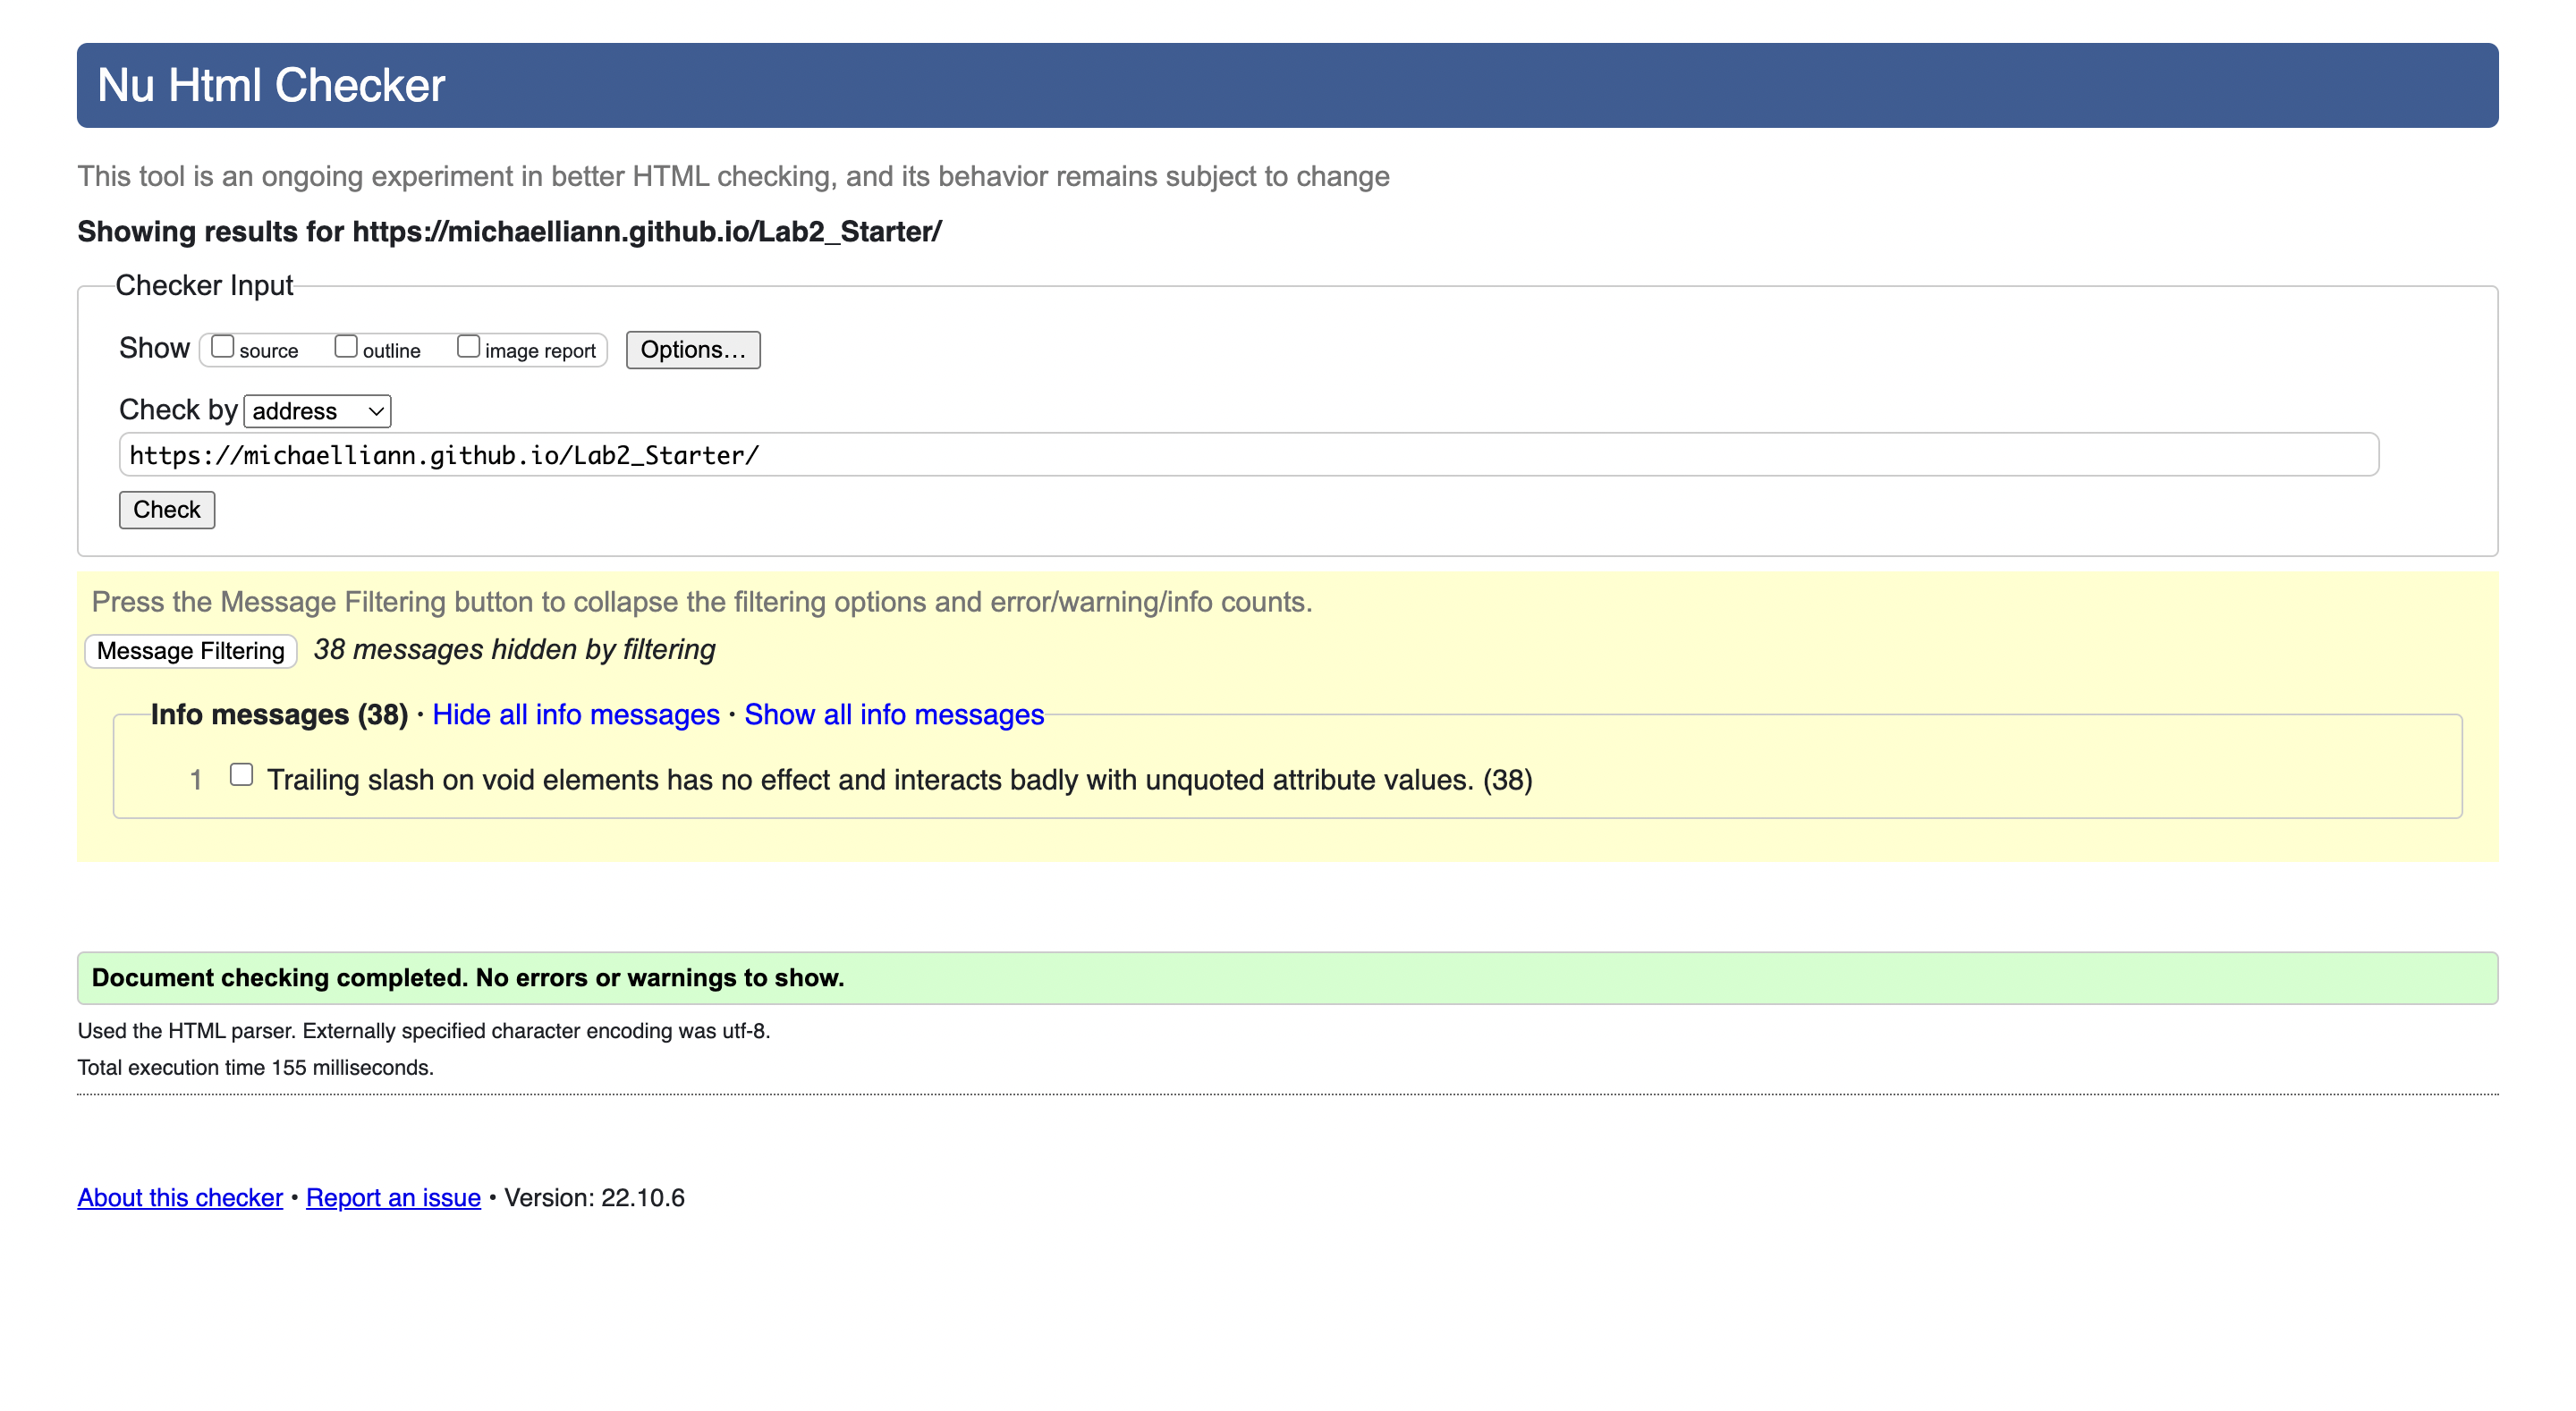 Nu Html Checker
This tool is an ongoing experiment in better HTML checking, and its behavior remains subject to change
Showing results for https://michaelliann.github.io/Lab2_Starter/
Checker Input
Show source outline image report Options…
Check by address
https://michaelliann.github.io/Lab2_Starter/
Check
Press the Message Filtering button to collapse the filtering options and error/warning/info counts.
Message Filtering 38 messages hidden by filtering
Info messages (38) · Hide all info messages · Show all info messages
1 Trailing slash on void elements has no effect and interacts badly with unquoted attribute values. (38)
Document checking completed. No errors or warnings to show.
Used the HTML parser. Externally specified character encoding was utf-8.
Total execution time 155 milliseconds.
About this checker • Report an issue • Version: 22.10.6